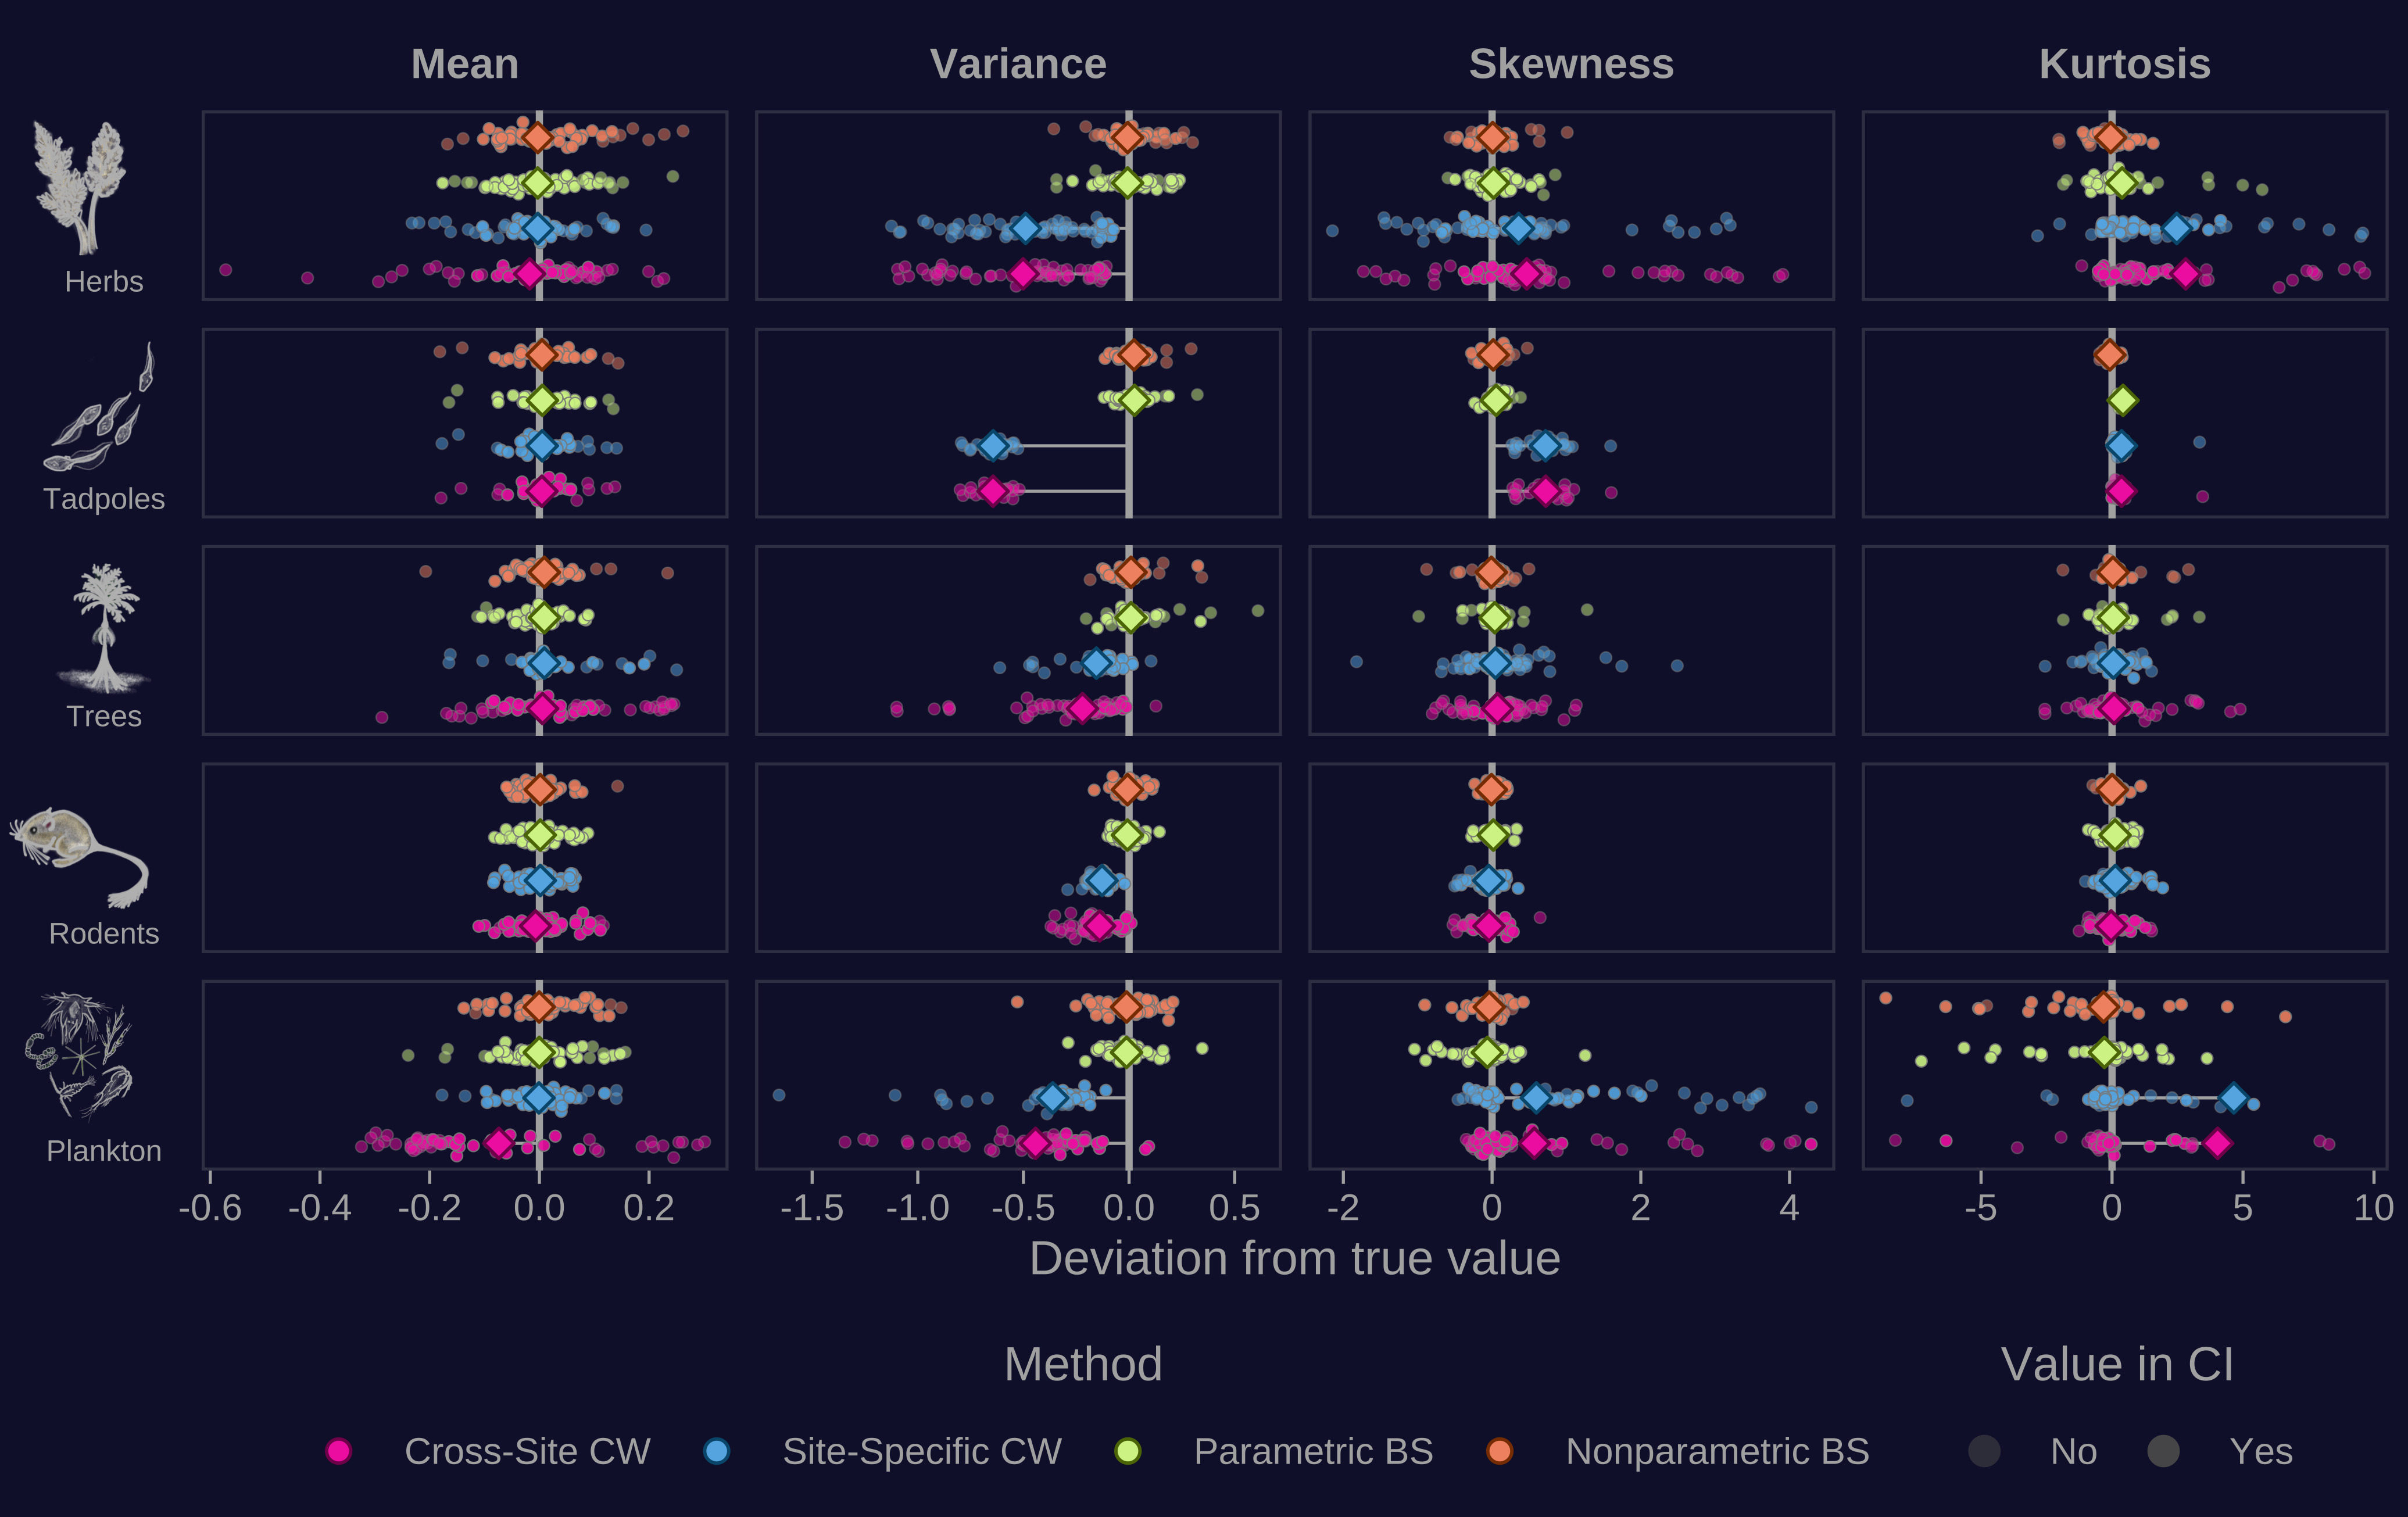 Mean Variance Skewness Kurtosis
Herbs
Tadpoles
Trees
Rodents
Plankton
-0.6 -0.4 -0.2 0.0 0.2 -1.5 -1.0 -0.5 0.0 0.5 -2 0 2 4 -5 0 5 10
Deviation from true value
Method Value in CI
Cross-Site CW Site-Specific CW Parametric BS Nonparametric BS No Yes